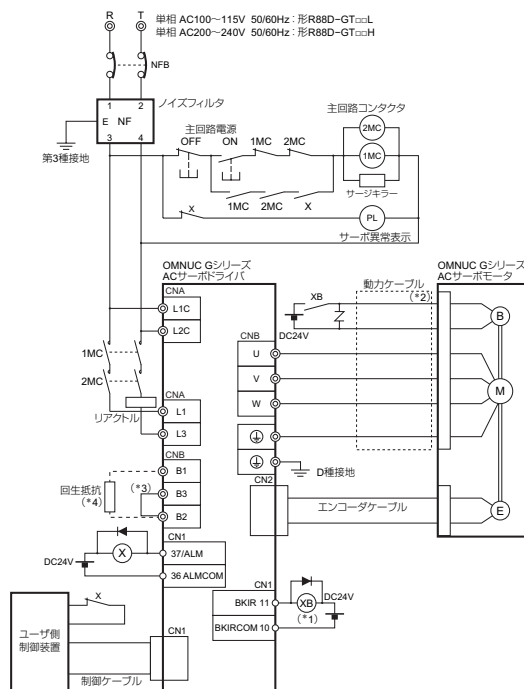 R T
単相 AC100～115V 50/60Hz：形R88D-GT□□L
単相 AC200～240V 50/60Hz：形R88D-GT□□H
NFB
1 2
ノイズフィルタ
E NF
3 4
第3種接地
主回路電源
OFF ON 1MC 2MC
主回路コンタクタ
2MC
1MC
サージキラー
1MC 2MC X
X
PL
サーボ異常表示
OMNUC Gシリーズ
ACサーボドライバ
CNA
L1C
L2C
1MC
2MC
リアクトル
CNA
L1
L3
CNB
B1
回生抵抗
(*4)
(*3)
B3
B2
CN1
X
37/ALM
DC24V
36 ALMCOM
X
ユーザ側
制御装置
CN1
制御ケーブル
XB
DC24V
動力ケーブル
(*2)
OMNUC Gシリーズ
ACサーボモータ
B
CNB
U
V
W
M
D種接地
CN2
エンコーダケーブル
E
CN1
BKIR 11
XB
(*1)
DC24V
BKIRCOM 10